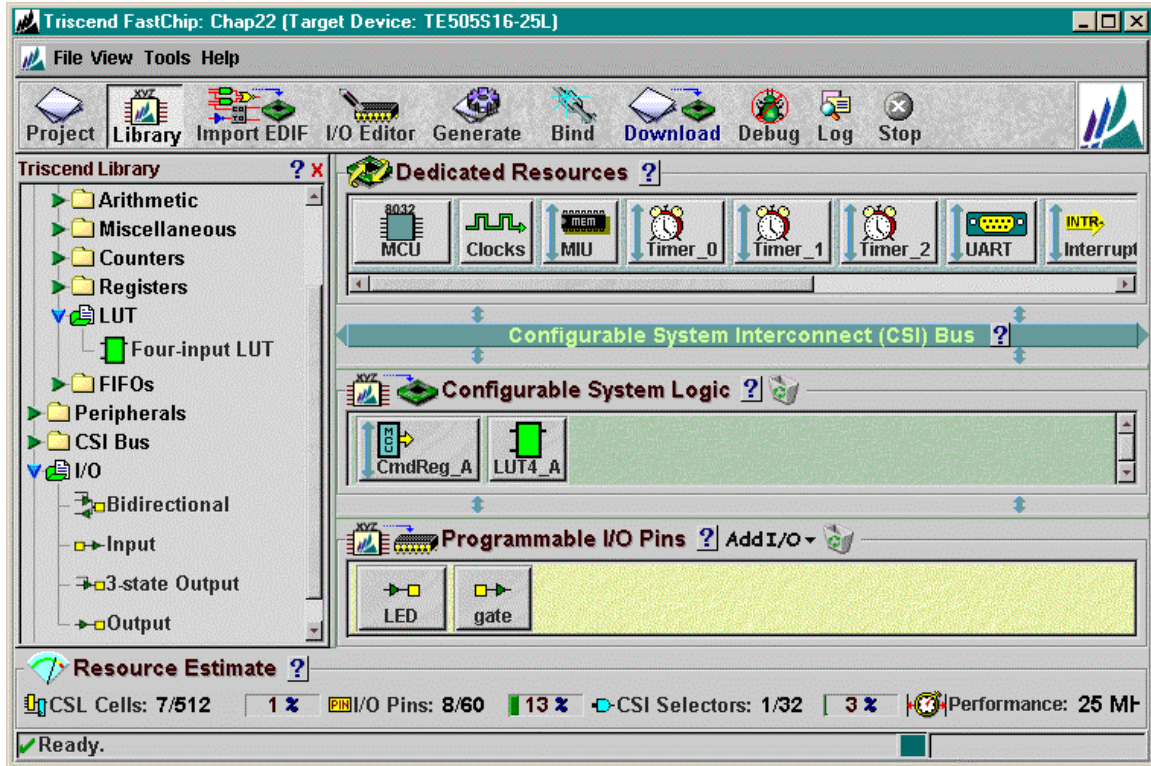 Triscend FastChip: Chap22 (Target Device: TE505S16-25L)
File View Tools Help
XYZ
Project Library Import EDIF I/O Editor Generate Bind Download Debug Log Stop
Triscend Library ? x
Arithmetic
Miscellaneous
Counters
Registers
LUT
Four-input LUT
FIFOs
Peripherals
CSI Bus
I/O
Bidirectional
Input
3-state Output
Output
Dedicated Resources ?
8032 MEM INTR
MCU Clocks MIU Timer_0 Timer_1 Timer_2 UART Interrupt
Configurable System Interconnect (CSI) Bus ?
XYZ Configurable System Logic ?
MCU
CmdReg_A LUT4_A
XYZ Programmable I/O Pins ? Add I/O
LED gate
Resource Estimate ?
CSL Cells: 7/512 1 % PIN I/O Pins: 8/60 13 % CSI Selectors: 1/32 3 % Performance: 25 MH
Ready.